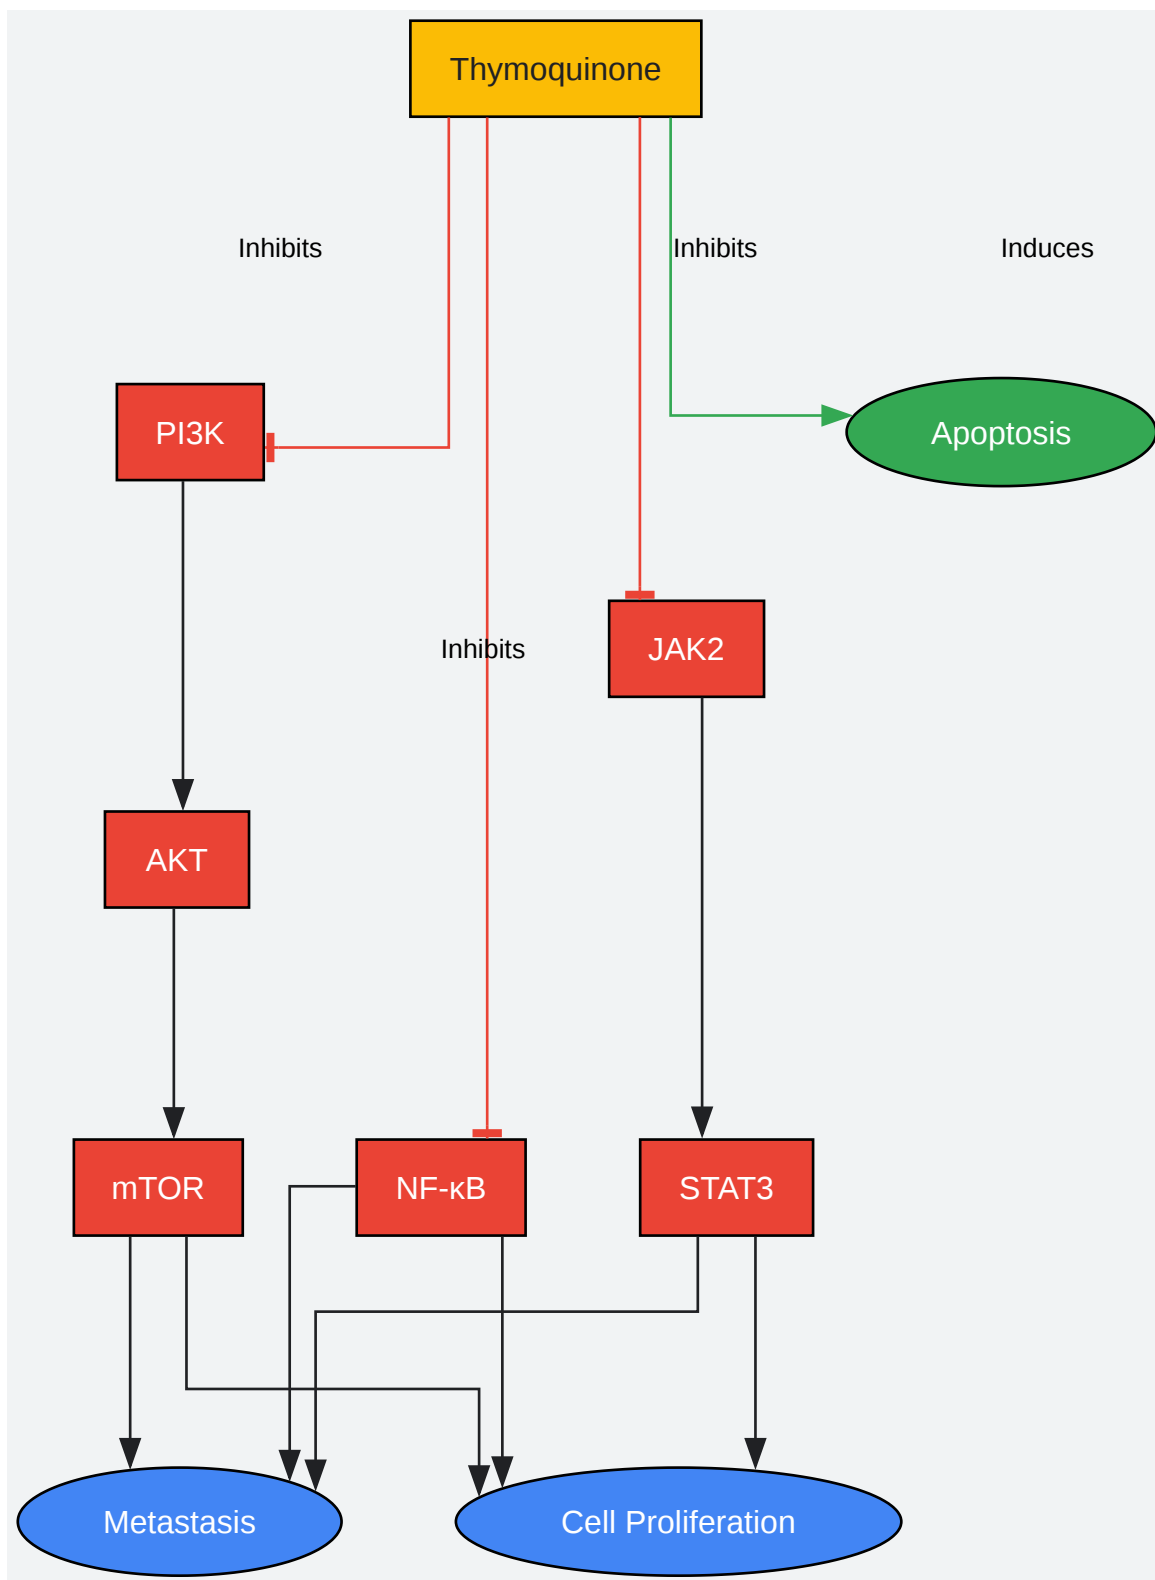 Thymoquinone
Inhibits
Inhibits
Induces
PI3K
Apoptosis
Inhibits
JAK2
AKT
mTOR
NF-κB
STAT3
Metastasis
Cell Proliferation